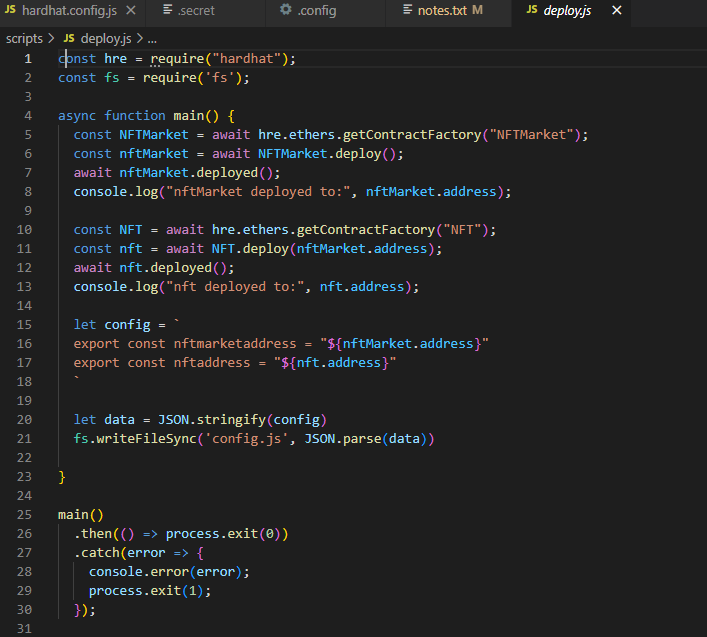 JS hardhat.config.js ×
.secret
.config
notes.txt M
JS deploy.js ×
scripts > JS deploy.js > ...
1 const hre = require("hardhat");
2 const fs = require('fs');
3
4 async function main() {
5 const NFTMarket = await hre.ethers.getContractFactory("NFTMarket");
6 const nftMarket = await NFTMarket.deploy();
7 await nftMarket.deployed();
8 console.log("nftMarket deployed to:", nftMarket.address);
9
10 const NFT = await hre.ethers.getContractFactory("NFT");
11 const nft = await NFT.deploy(nftMarket.address);
12 await nft.deployed();
13 console.log("nft deployed to:", nft.address);
14
15 let config = `
16 export const nftmarketaddress = "${nftMarket.address}"
17 export const nftaddress = "${nft.address}"
18 `
19
20 let data = JSON.stringify(config)
21 fs.writeFileSync('config.js', JSON.parse(data))
22
23 }
24
25 main()
26 .then(() => process.exit(0))
27 .catch(error => {
28 console.error(error);
29 process.exit(1);
30 });
31